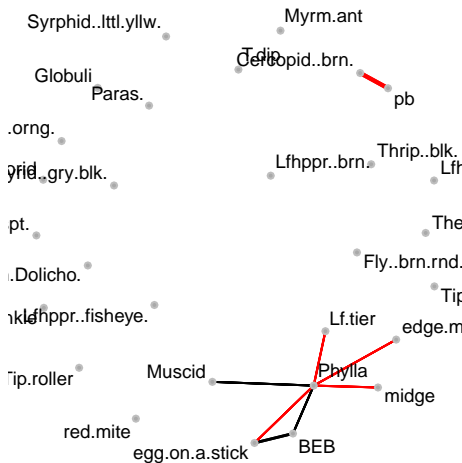 Syrphid..lttl.yllw.
Myrm.ant
T.dip
Cercopid..brn.
Globuli
Paras.
pb
.orng.
Thrip..blk.
Lfhppr..brn.
Lfh
gry.blk.
pt.
The
.Dolicho.
Fly..brn.rnd.
Tip
Lfhppr..fisheye.
Lf.tier
edge.m
Tip.roller
Muscid
Phylla
midge
red.mite
egg.on.a.stick
BEB